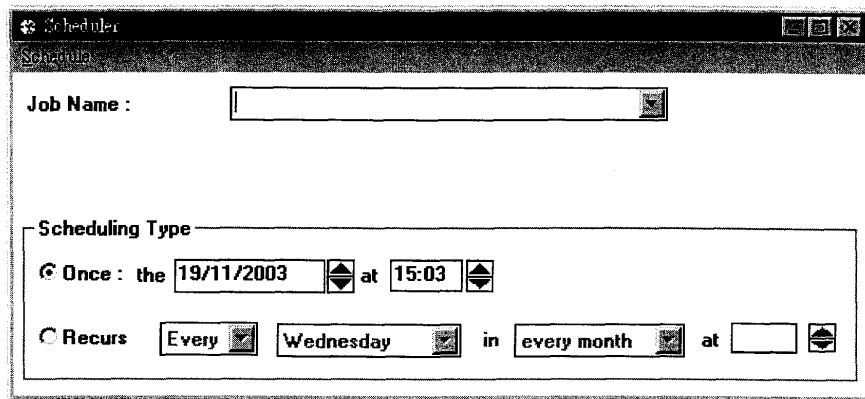 Scheduler
Schedule
Job Name :
Scheduling Type
Once : the 19/11/2003 at 15:03
Recurs Every Wednesday in every month at